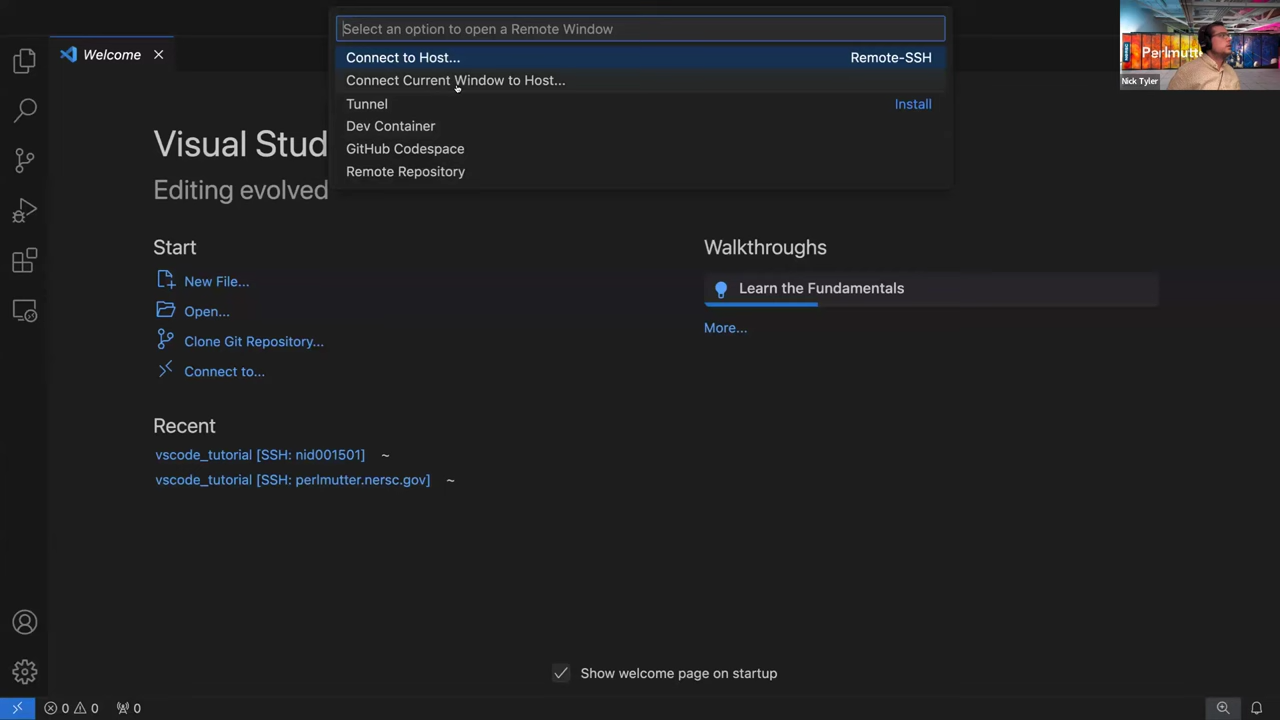 Select an option to open a Remote Window
Connect to Host... Remote-SSH
Connect Current Window to Host...
Tunnel Install
Dev Container
GitHub Codespace
Remote Repository
Welcome
Visual Stud
Editing evolved
Start
New File...
Open...
Clone Git Repository...
Connect to...
Recent
vscode_tutorial [SSH: nid001501] ~
vscode_tutorial [SSH: perlmutter.nersc.gov] ~
Walkthroughs
Learn the Fundamentals
More...
Show welcome page on startup
0 0 0
Perlmutt
Nick Tyler